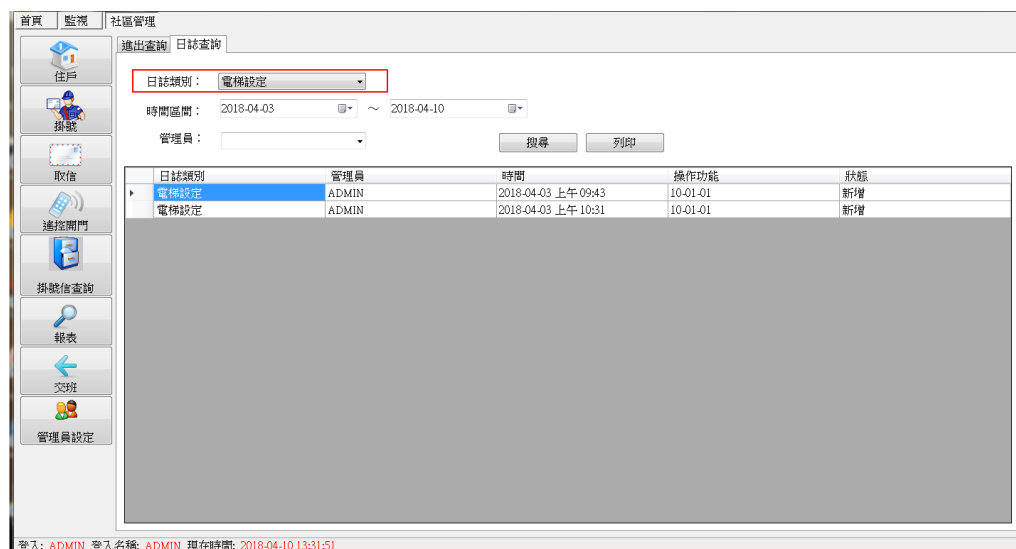 首頁 監視 社區管理
進出查詢 日誌查詢
住戶
掛號
取信
遙控開門
掛號信查詢
報表
交班
管理員設定
日誌類別： 電梯設定
時間區間： 2018-04-03 ～ 2018-04-10
管理員： 搜尋 列印
日誌類別 管理員 時間 操作功能 狀態
電梯設定 ADMIN 2018-04-03 上午 09:43 10-01-01 新增
電梯設定 ADMIN 2018-04-03 上午 10:31 10-01-01 新增
登入: ADMIN 登入名稱: ADMIN 現在時間: 2018-04-10 13:31:51